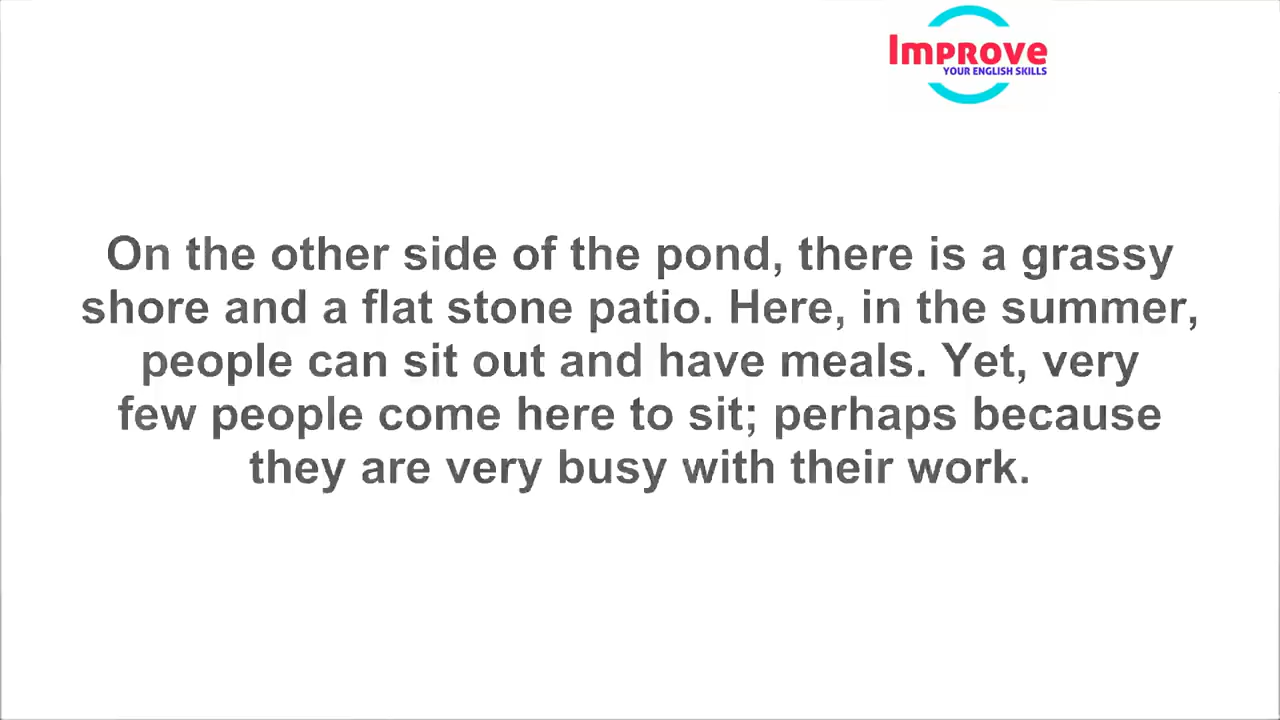 Improve
YOUR ENGLISH SKILLS
On the other side of the pond, there is a grassy
shore and a flat stone patio. Here, in the summer,
people can sit out and have meals. Yet, very
few people come here to sit; perhaps because
they are very busy with their work.